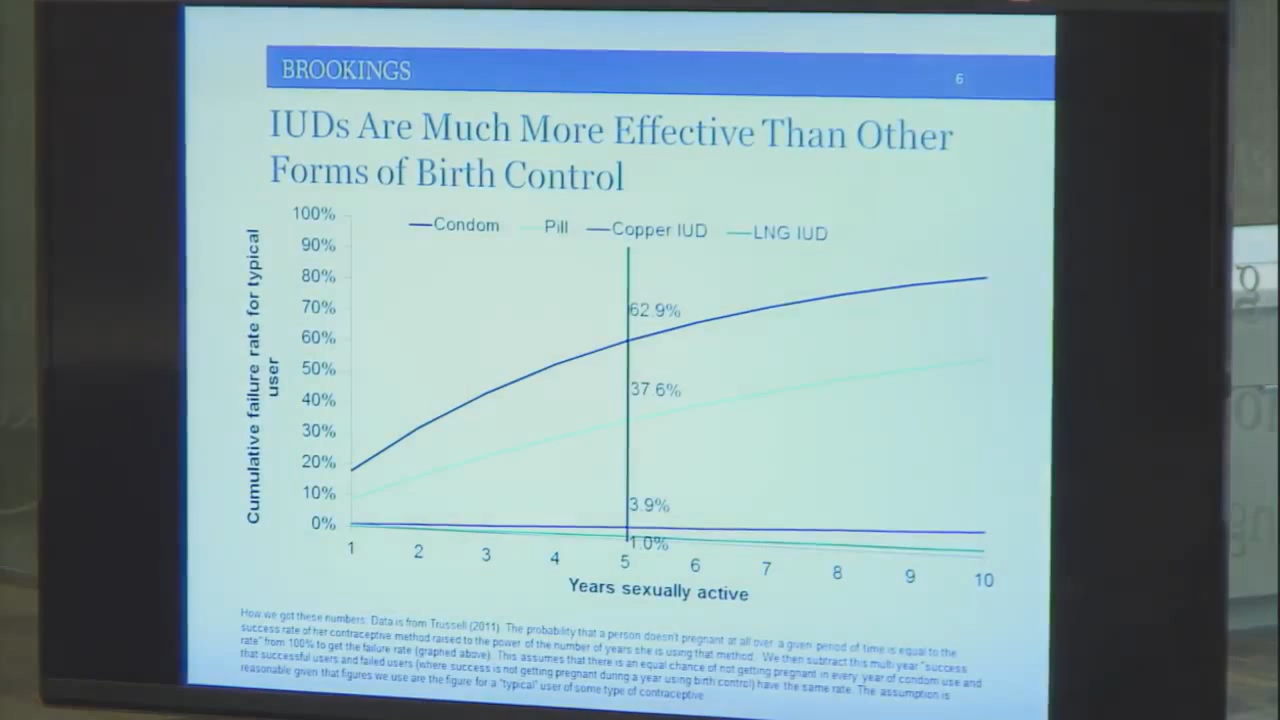 BROOKINGS
6
IUDs Are Much More Effective Than Other
Forms of Birth Control
Cumulative failure rate for typical
user
100%
90%
80%
70%
60%
50%
40%
30%
20%
10%
0%
Condom Pill Copper IUD LNG IUD
62.9%
37.6%
3.9%
1.0%
1 2 3 4 5 6 7 8 9 10
Years sexually active
How we got these numbers: Data is from Trussell (2011). The probability that a person doesn't pregnant at all over a given period of time is equal to the
success rate of her contraceptive method raised to the power of the number of years she is using that method. We then subtract this multi year "success
rate" from 100% to get the failure rate (graphed above). This assumes that there is an equal chance of not getting pregnant in every year of condom use and
that successful users and failed users (where success is not getting pregnant during a year using birth control) have the same rate. The assumption is
reasonable given that figures we use are the figure for a "typical" user of some type of contraceptive